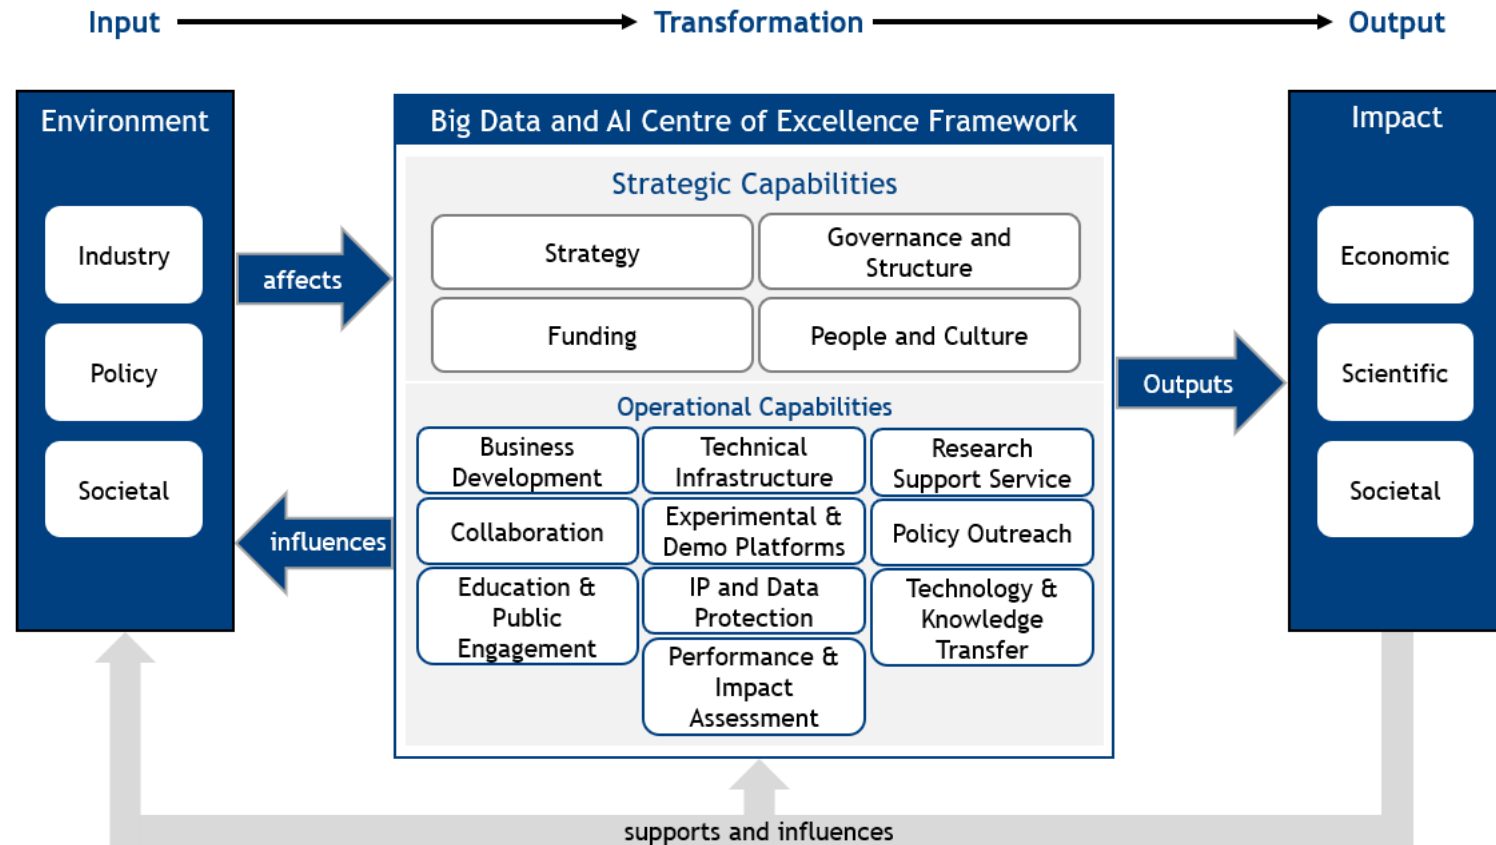 Input
Transformation
Output
Environment
Industry
Policy
Societal
affects
influences
Big Data and AI Centre of Excellence Framework
Strategic Capabilities
Strategy
Governance and
Structure
Funding
People and Culture
Operational Capabilities
Business
Development
Technical
Infrastructure
Research
Support Service
Collaboration
Experimental &
Demo Platforms
Policy Outreach
Education &
Public
Engagement
IP and Data
Protection
Technology &
Knowledge
Transfer
Performance &
Impact
Assessment
Outputs
Impact
Economic
Scientific
Societal
supports and influences